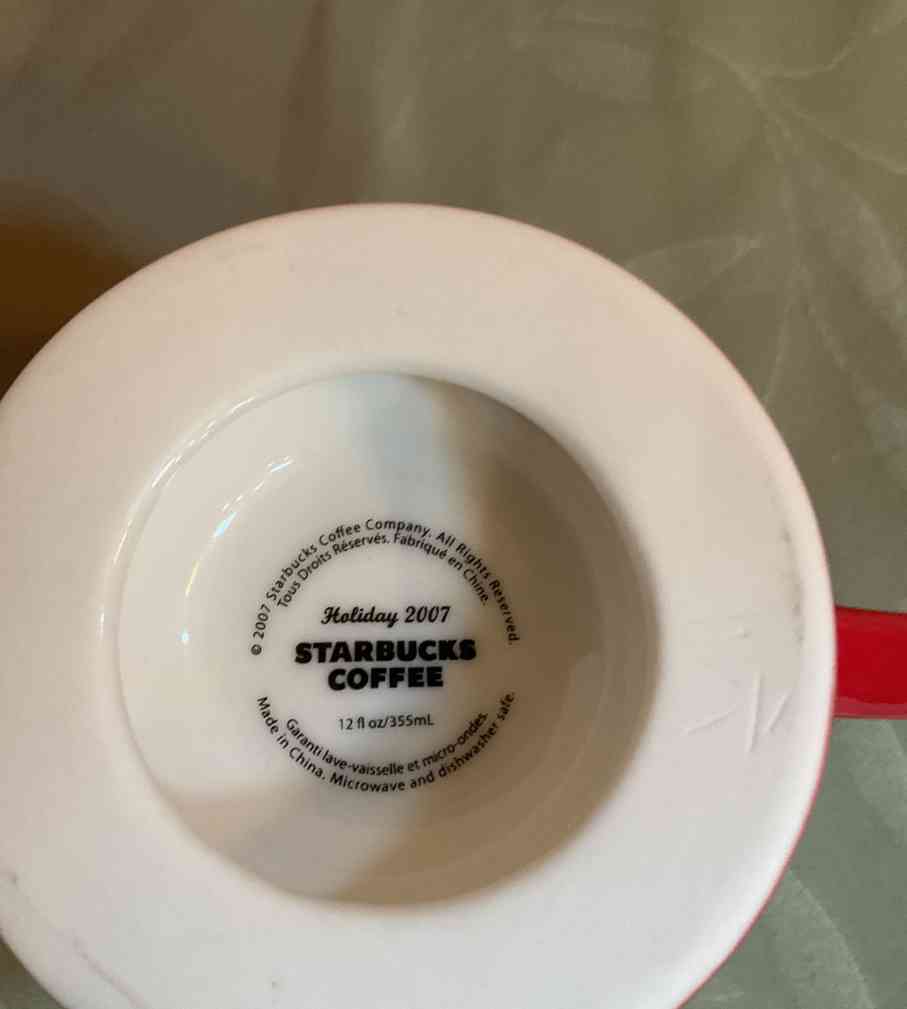 © 2007 Starbucks Coffee Company. All Rights Reserved.
Tous Droits Réservés. Fabriqué en Chine.
Holiday 2007
STARBUCKS
COFFEE
12 fl oz/355mL
Garanti lave-vaisselle et micro-ondes.
Made in China. Microwave and dishwasher safe.